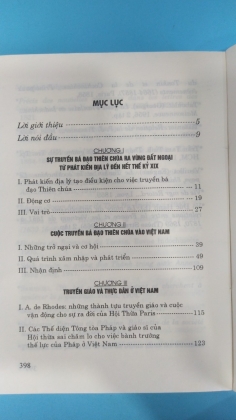 MỤC LỤC
Lời giới thiệu 5
Lời nói đầu 9
CHƯƠNG I
SỰ TRUYỀN BÁ ĐẠO THIÊN CHÚA RA VÙNG ĐẤT NGOẠI
TỪ PHÁT KIẾN ĐỊA LÝ ĐẾN HẾT THẾ KỶ XIX
I. Phát kiến địa lý tạo điều kiện cho việc truyền bá
đạo Thiên chúa 11
II. Động cơ 19
III. Vai trò 27
CHƯƠNG II
CUỘC TRUYỀN BÁ ĐẠO THIÊN CHÚA VÀO VIỆT NAM
I. Những trở ngại và cơ hội 39
II. Quá trình xâm nhập và phát triển 49
III. Nhận định 109
CHƯƠNG III
TRUYỀN GIÁO VÀ THỰC DÂN Ở VIỆT NAM
I. A. de Rhodes: những thành tựu truyền giáo và cuộc
vận động cho sự ra đời của Hội Thừa sai Paris 115
II. Các Thế diện Tông tòa Pháp và giáo sĩ của
Hội thừa sai chăm lo cho việc bành trướng
thế lực của Pháp ở Việt Nam 123
398